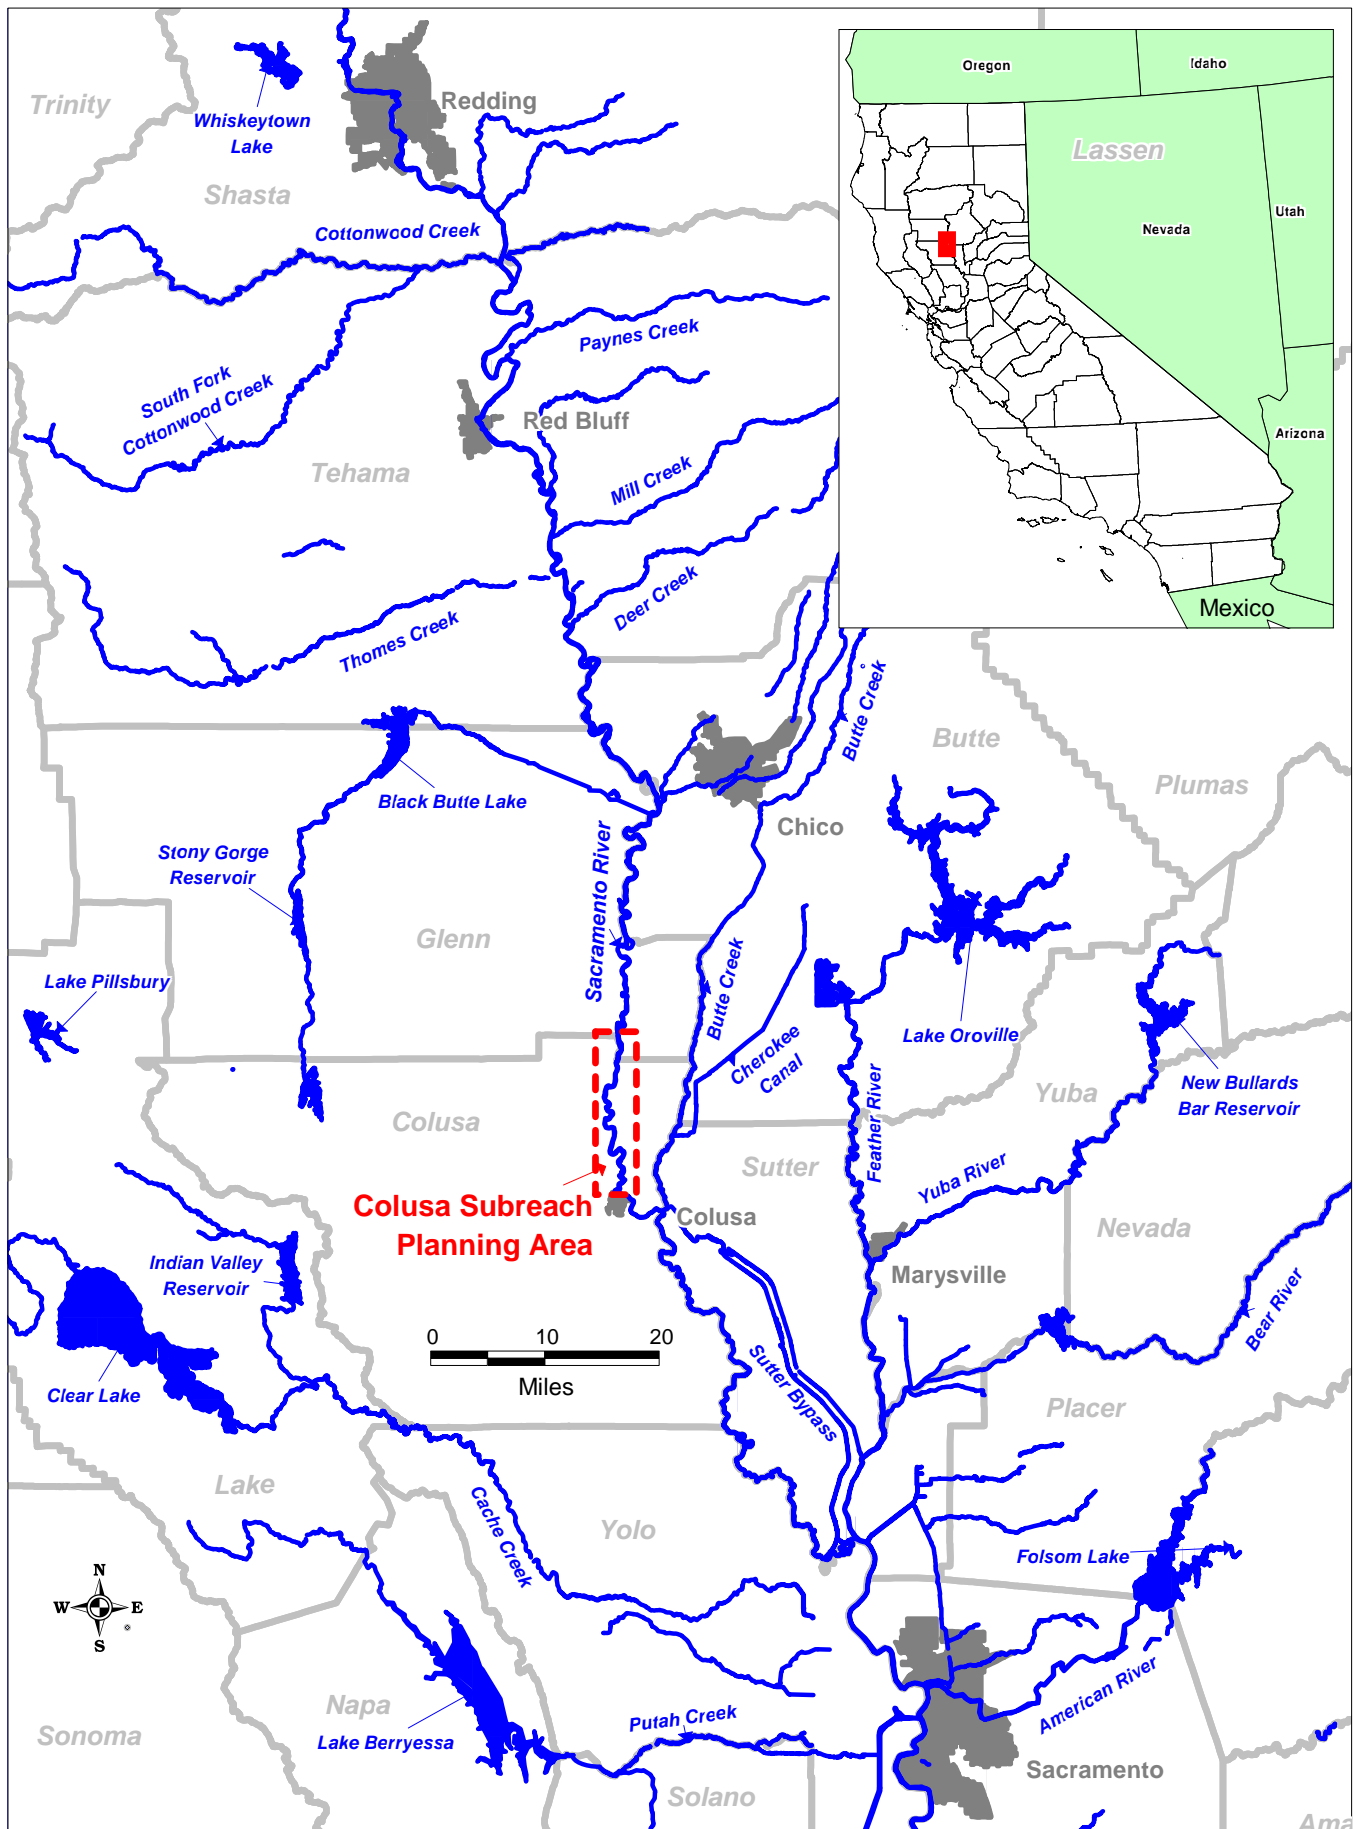 Oregon
Idaho
Lassen
Utah
Nevada
Arizona
Mexico
Trinity
Whiskeytown
Lake
Redding
Shasta
Cottonwood Creek
Paynes Creek
South Fork
Cottonwood Creek
Red Bluff
Tehama
Mill Creek
Deer Creek
Thomes Creek
Butte Creek
Butte
Plumas
Black Butte Lake
Chico
Stony Gorge
Reservoir
Sacramento River
Glenn
Butte Creek
Lake Pillsbury
Lake Oroville
Cherokee
Canal
Feather River
Yuba
New Bullards
Bar Reservoir
Colusa
Sutter
Yuba River
Colusa Subreach
Planning Area
Colusa
Nevada
Indian Valley
Reservoir
Marysville
Bear River
0 10 20
Miles
Sutter Bypass
Clear Lake
Placer
Lake
Cache Creek
Yolo
Folsom Lake
N
W E
S
Napa
American River
Sonoma
Lake Berryessa
Putah Creek
Sacramento
Solano
Ama